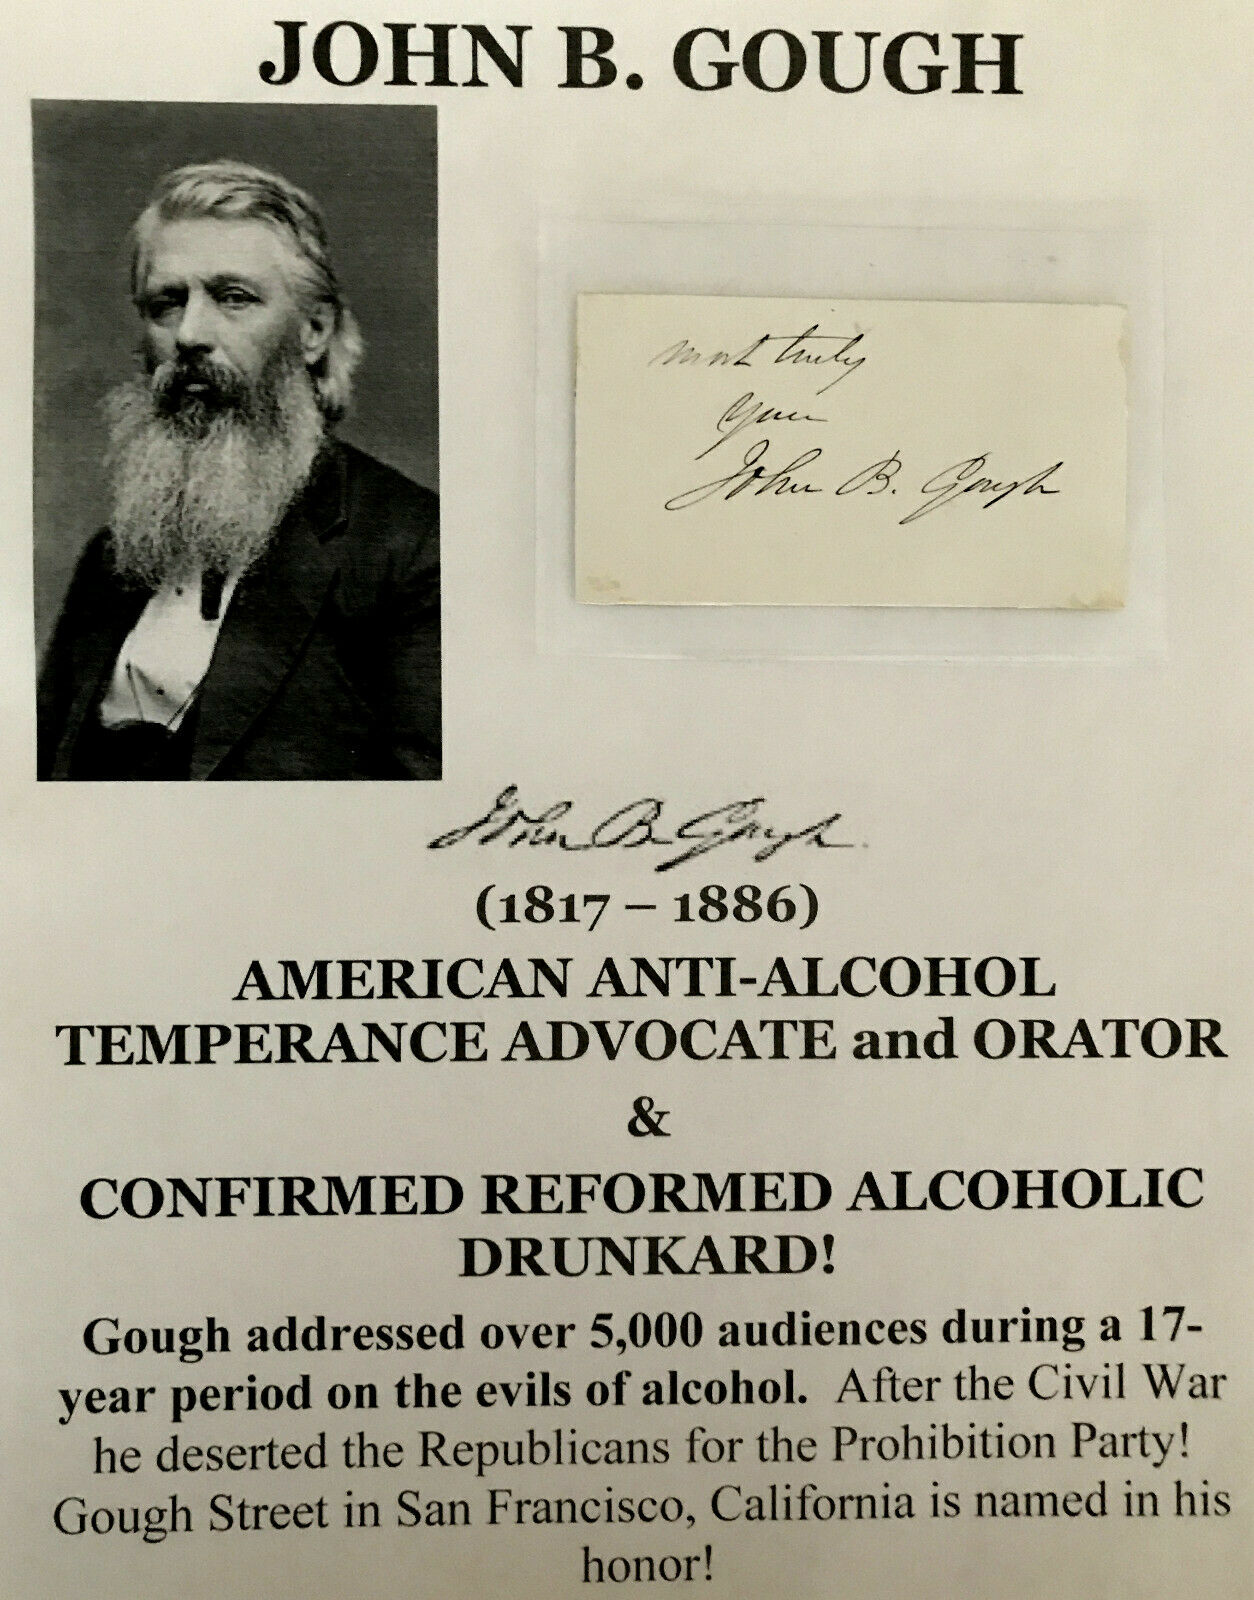 JOHN B. GOUGH
most truly
yours
John B. Gough
John B. Gough
(1817 – 1886)
AMERICAN ANTI-ALCOHOL
TEMPERANCE ADVOCATE and ORATOR
&
CONFIRMED REFORMED ALCOHOLIC
DRUNKARD!
Gough addressed over 5,000 audiences during a 17-
year period on the evils of alcohol. After the Civil War
he deserted the Republicans for the Prohibition Party!
Gough Street in San Francisco, California is named in his
honor!